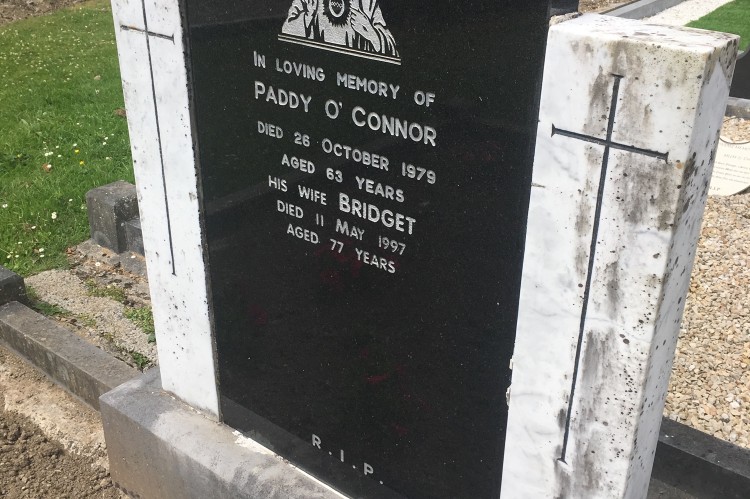 In loving memory of
Paddy O'Connor
Died 26 October 1979
Aged 63 years
His wife Bridget
Died 11 May 1997
Aged 77 years
R.I.P.